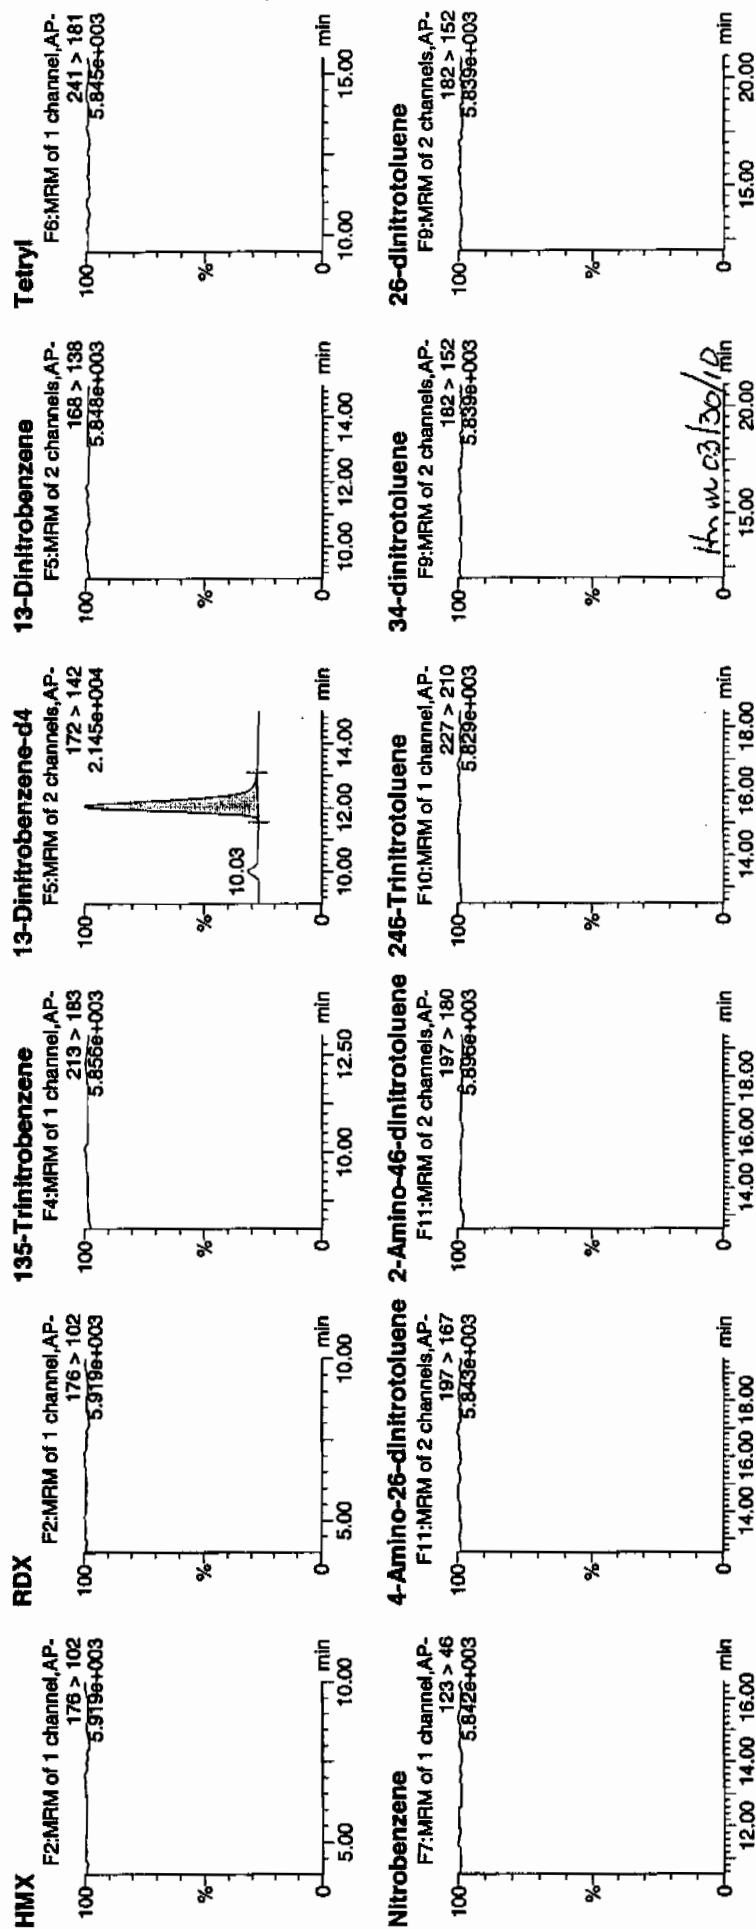 HMX
F2:MRM of 1 channel,AP-
176 > 102
5.919e+003
100
%
0
5.00
10.00
min
RDX
F2:MRM of 1 channel,AP-
176 > 102
5.919e+003
100
%
0
5.00
10.00
min
135-Trinitrobenzene
F4:MRM of 1 channel,AP-
213 > 183
5.856e+003
100
%
0
10.00
12.50
min
13-Dinitrobenzene-d4
F5:MRM of 2 channels,AP-
172 > 142
2.145e+004
100
10.03
%
0
10.00
12.00
14.00
min
13-Dinitrobenzene
F5:MRM of 2 channels,AP-
168 > 138
5.848e+003
100
%
0
10.00
12.00
14.00
min
Tetryl
F6:MRM of 1 channel,AP-
241 > 181
5.845e+003
100
%
0
10.00
15.00
min
Nitrobenzene
F7:MRM of 1 channel,AP-
123 > 46
5.842e+003
100
%
0
12.00
14.00
16.00
min
4-Amino-26-dinitrotoluene
F11:MRM of 2 channels,AP-
197 > 167
5.843e+003
100
%
0
14.00
16.00
18.00
min
2-Amino-46-dinitrotoluene
F11:MRM of 2 channels,AP-
197 > 180
5.896e+003
100
%
0
14.00
16.00
18.00
min
246-Trinitrotoluene
F10:MRM of 1 channel,AP-
227 > 210
5.829e+003
100
%
0
14.00
16.00
18.00
min
34-dinitrotoluene
F9:MRM of 2 channels,AP-
182 > 152
5.839e+003
100
%
0
15.00
20.00
min
03/30/10
26-dinitrotoluene
F9:MRM of 2 channels,AP-
182 > 152
5.839e+003
100
%
0
15.00
20.00
min